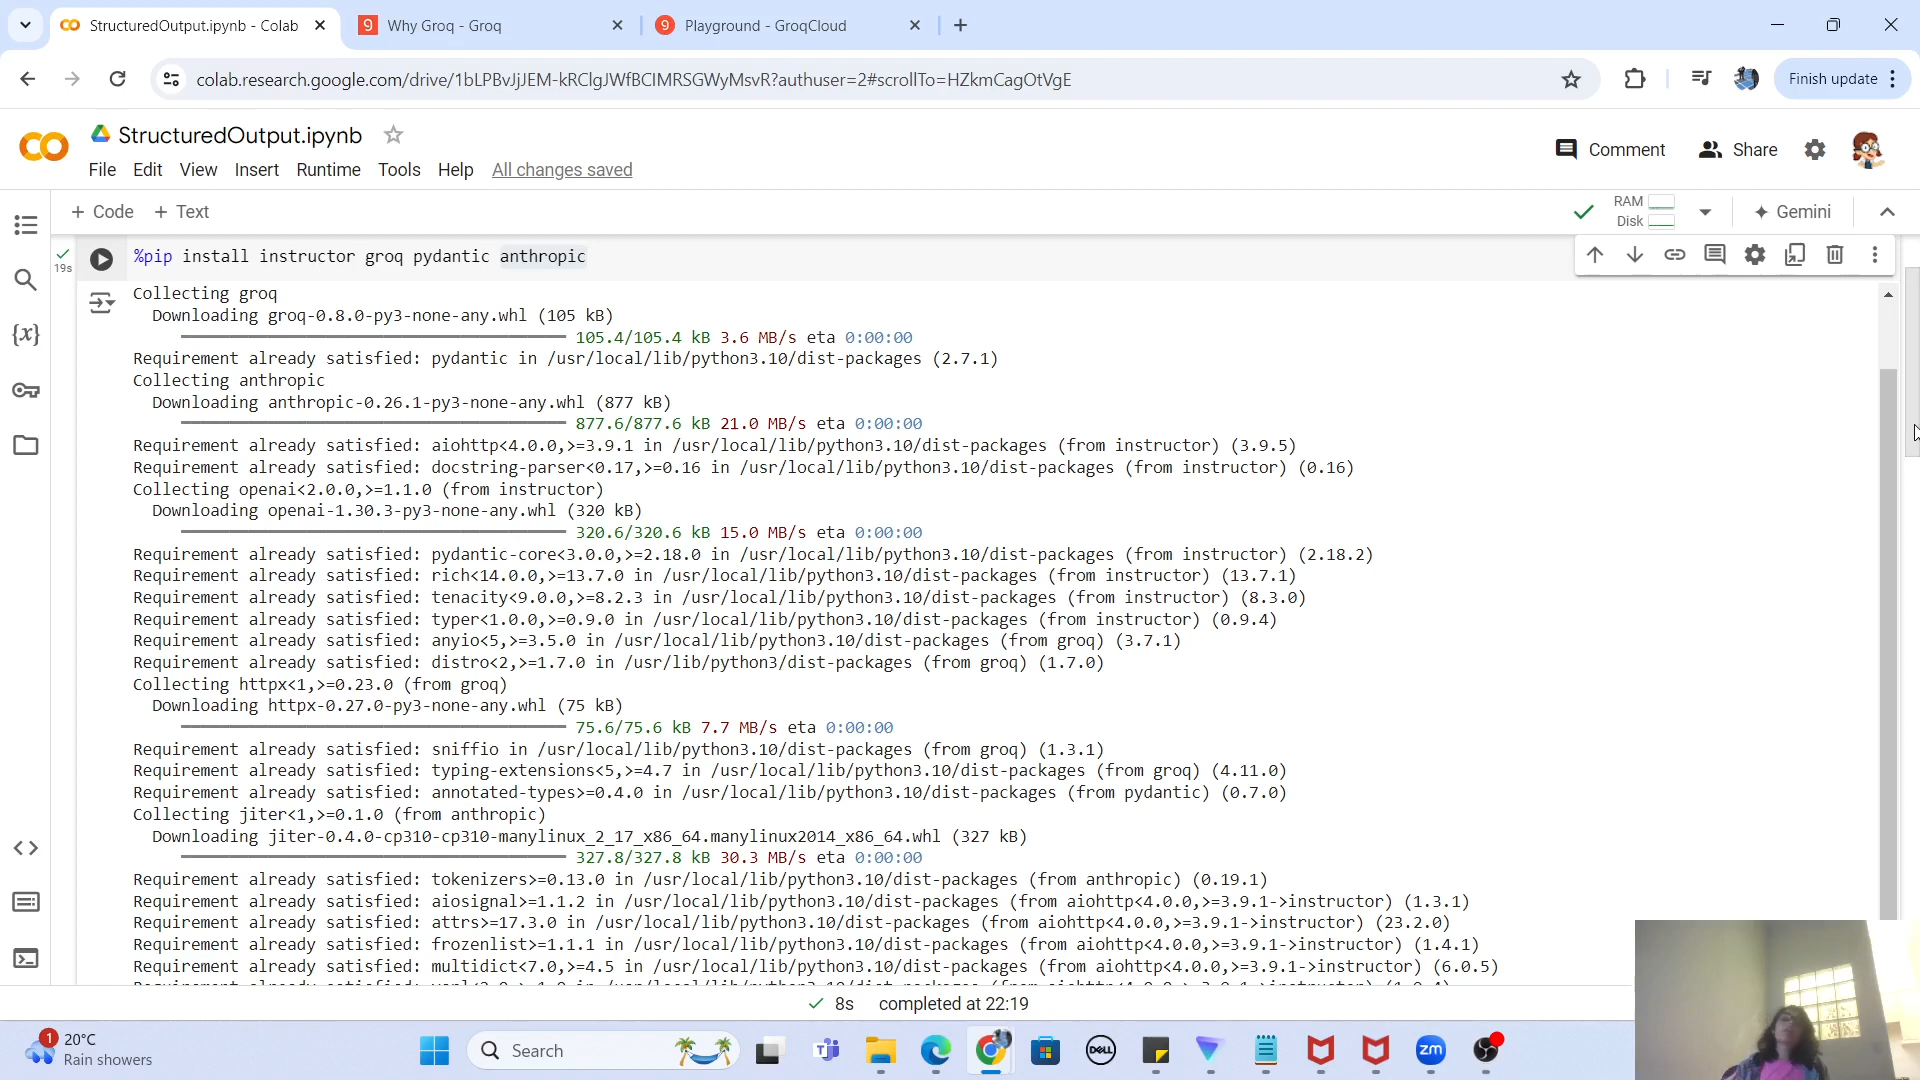 StructuredOutput.ipynb - Colab
Why Groq - Groq
Playground - GroqCloud
colab.research.google.com/drive/1bLPBvJjJEM-kRClgJWfBCIMRSGWyMsvR?authuser=2#scrollTo=HZkmCagOtVgE
Finish update
StructuredOutput.ipynb
Comment
Share
File Edit View Insert Runtime Tools Help All changes saved
+ Code + Text
RAM
Disk
Gemini
19s
%pip install instructor groq pydantic anthropic
Collecting groq
Downloading groq-0.8.0-py3-none-any.whl (105 kB)
105.4/105.4 kB 3.6 MB/s eta 0:00:00
Requirement already satisfied: pydantic in /usr/local/lib/python3.10/dist-packages (2.7.1)
Collecting anthropic
Downloading anthropic-0.26.1-py3-none-any.whl (877 kB)
877.6/877.6 kB 21.0 MB/s eta 0:00:00
Requirement already satisfied: aiohttp<4.0.0,>=3.9.1 in /usr/local/lib/python3.10/dist-packages (from instructor) (3.9.5)
Requirement already satisfied: docstring-parser<0.17,>=0.16 in /usr/local/lib/python3.10/dist-packages (from instructor) (0.16)
Collecting openai<2.0.0,>=1.1.0 (from instructor)
Downloading openai-1.30.3-py3-none-any.whl (320 kB)
320.6/320.6 kB 15.0 MB/s eta 0:00:00
Requirement already satisfied: pydantic-core<3.0.0,>=2.18.0 in /usr/local/lib/python3.10/dist-packages (from instructor) (2.18.2)
Requirement already satisfied: rich<14.0.0,>=13.7.0 in /usr/local/lib/python3.10/dist-packages (from instructor) (13.7.1)
Requirement already satisfied: tenacity<9.0.0,>=8.2.3 in /usr/local/lib/python3.10/dist-packages (from instructor) (8.3.0)
Requirement already satisfied: typer<1.0.0,>=0.9.0 in /usr/local/lib/python3.10/dist-packages (from instructor) (0.9.4)
Requirement already satisfied: anyio<5,>=3.5.0 in /usr/local/lib/python3.10/dist-packages (from groq) (3.7.1)
Requirement already satisfied: distro<2,>=1.7.0 in /usr/lib/python3/dist-packages (from groq) (1.7.0)
Collecting httpx<1,>=0.23.0 (from groq)
Downloading httpx-0.27.0-py3-none-any.whl (75 kB)
75.6/75.6 kB 7.7 MB/s eta 0:00:00
Requirement already satisfied: sniffio in /usr/local/lib/python3.10/dist-packages (from groq) (1.3.1)
Requirement already satisfied: typing-extensions<5,>=4.7 in /usr/local/lib/python3.10/dist-packages (from groq) (4.11.0)
Requirement already satisfied: annotated-types>=0.4.0 in /usr/local/lib/python3.10/dist-packages (from pydantic) (0.7.0)
Collecting jiter<1,>=0.1.0 (from anthropic)
Downloading jiter-0.4.0-cp310-cp310-manylinux_2_17_x86_64.manylinux2014_x86_64.whl (327 kB)
327.8/327.8 kB 30.3 MB/s eta 0:00:00
Requirement already satisfied: tokenizers>=0.13.0 in /usr/local/lib/python3.10/dist-packages (from anthropic) (0.19.1)
Requirement already satisfied: aiosignal>=1.1.2 in /usr/local/lib/python3.10/dist-packages (from aiohttp<4.0.0,>=3.9.1->instructor) (1.3.1)
Requirement already satisfied: attrs>=17.3.0 in /usr/local/lib/python3.10/dist-packages (from aiohttp<4.0.0,>=3.9.1->instructor) (23.2.0)
Requirement already satisfied: frozenlist>=1.1.1 in /usr/local/lib/python3.10/dist-packages (from aiohttp<4.0.0,>=3.9.1->instructor) (1.4.1)
Requirement already satisfied: multidict<7.0,>=4.5 in /usr/local/lib/python3.10/dist-packages (from aiohttp<4.0.0,>=3.9.1->instructor) (6.0.5)
8s completed at 22:19
1
20°C
Rain showers
Search
DELL
zm